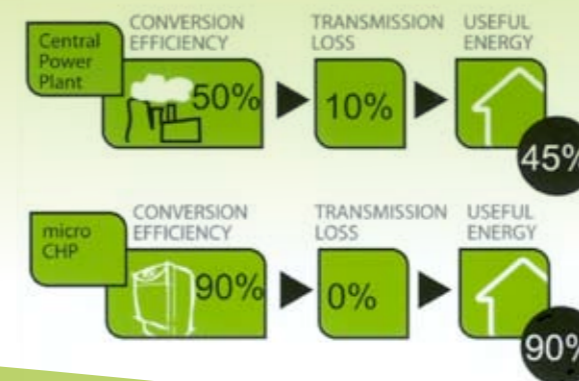 Central
Power
Plant
CONVERSION
EFFICIENCY
50%
TRANSMISSION
LOSS
10%
USEFUL
ENERGY
45%
micro
CHP
CONVERSION
EFFICIENCY
90%
TRANSMISSION
LOSS
0%
USEFUL
ENERGY
90%